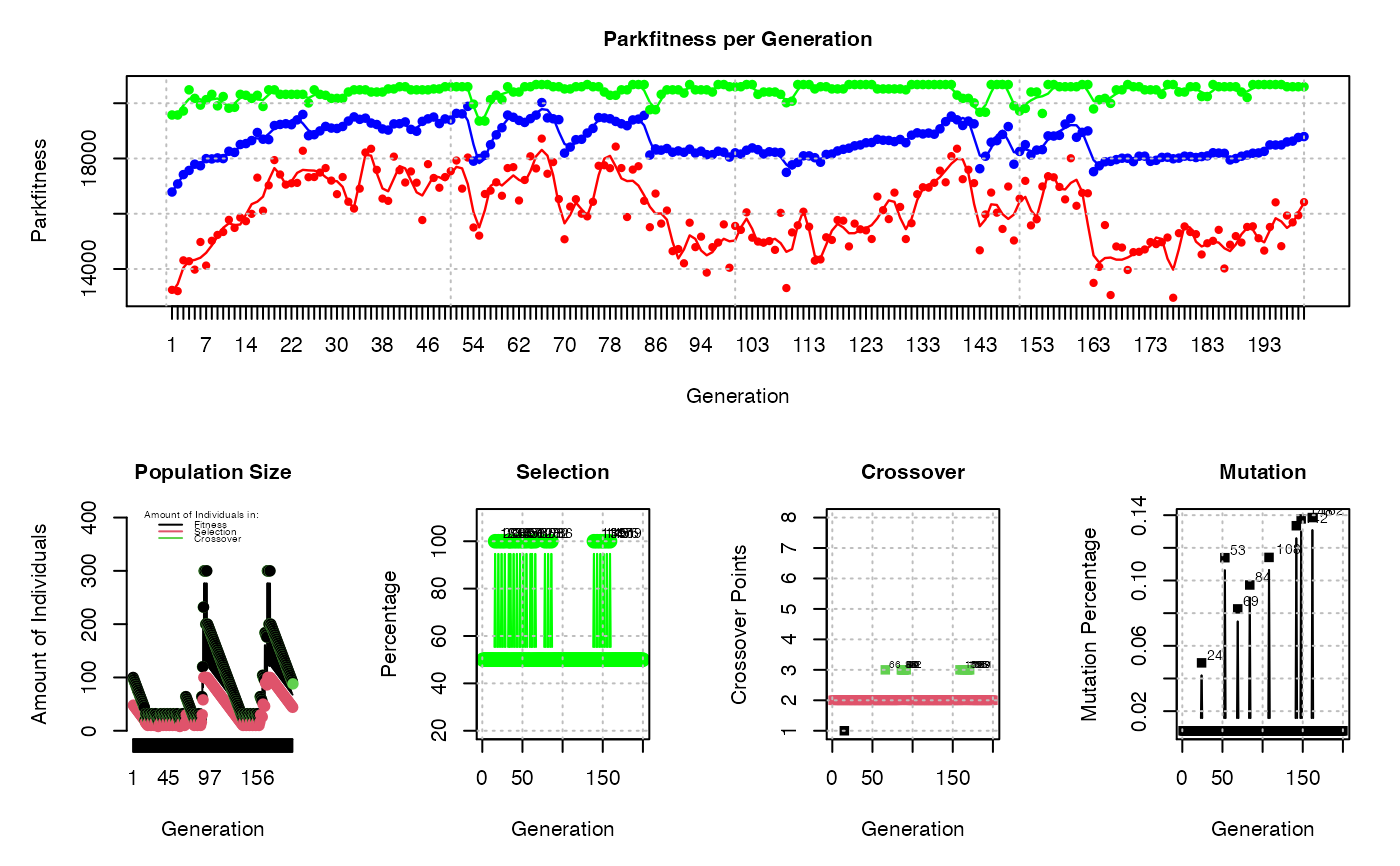 Parkfitness per Generation
Parkfitness
18000
14000
1 7 14 22 30 38 46 54 62 70 78 86 94 103 113 123 133 143 153 163 173 183 193
Generation
Population Size
Amount of Individuals
400
300
200
100
0
Amount of Individuals in:
Fitness
Selection
Crossover
1 45 97 156
Generation
Selection
Percentage
100
80
60
40
20
0 50 150
Generation
Crossover
Crossover Points
8
7
6
5
4
3
2
1
66
0 50 150
Generation
Mutation
Mutation Percentage
0.14
0.10
0.06
0.02
24
53
69
84
108
0 50 150
Generation